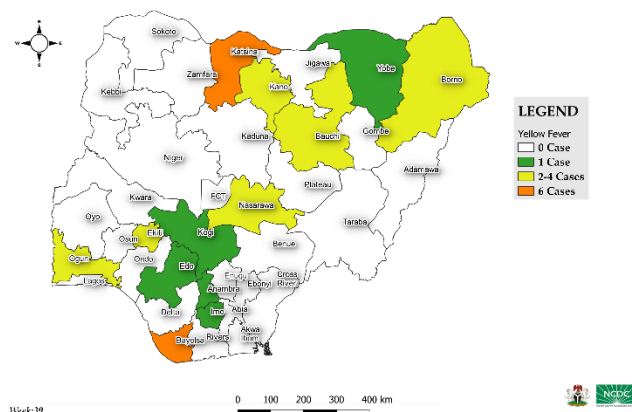 Sokoto
Katsina
Jigawa
Yobe
Borno
Zamfara
Kebbi
Kano
Kaduna
Bauchi
Gombe
Niger
Adamawa
Plateau
FCT
Kwara
Nasarawa
Taraba
Oyo
Kogi
Osun
Ekiti
Benue
Ogun
Ondo
Edo
Lagos
Enugu
Anambra
Ebonyi
Cross
River
Delta
Imo
Abia
Bayelsa
Rivers
Akwa
Ibom
N
W
E
S
LEGEND
Yellow Fever
0 Case
1 Case
2-4 Cases
6 Cases
0 100 200 300 400 km
NCDC